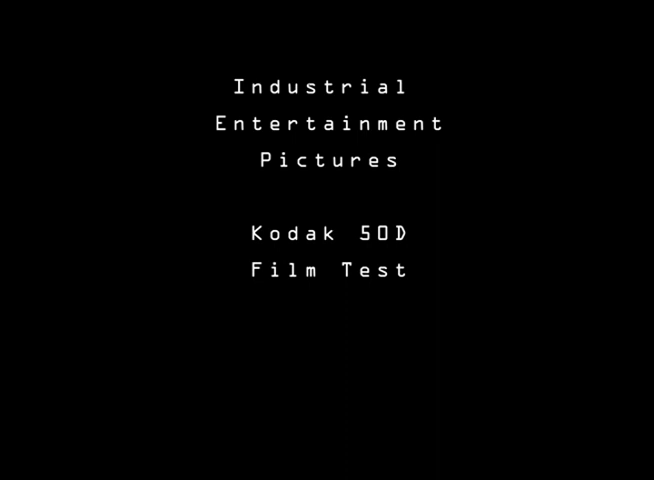 Industrial
Entertainment
Pictures
Kodak 50D
Film Test